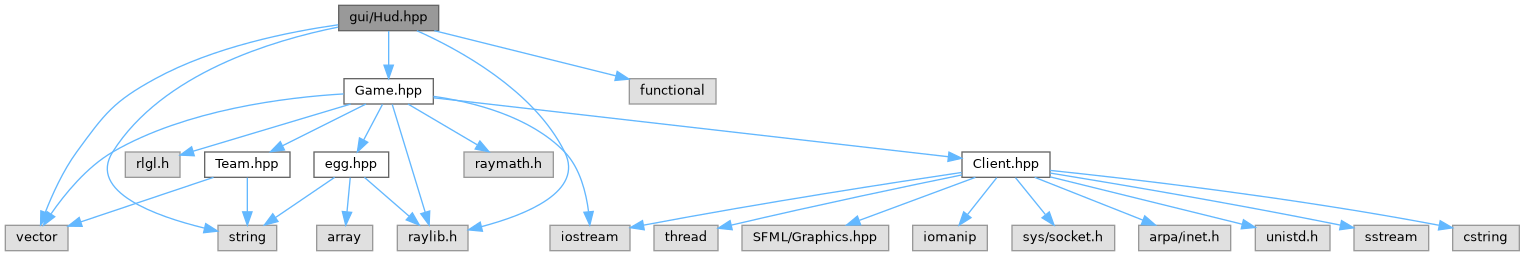 gui/Hud.hpp
Game.hpp
functional
rlgl.h
Team.hpp
egg.hpp
raymath.h
Client.hpp
vector
string
array
raylib.h
iostream
thread
SFML/Graphics.hpp
iomanip
sys/socket.h
arpa/inet.h
unistd.h
sstream
cstring